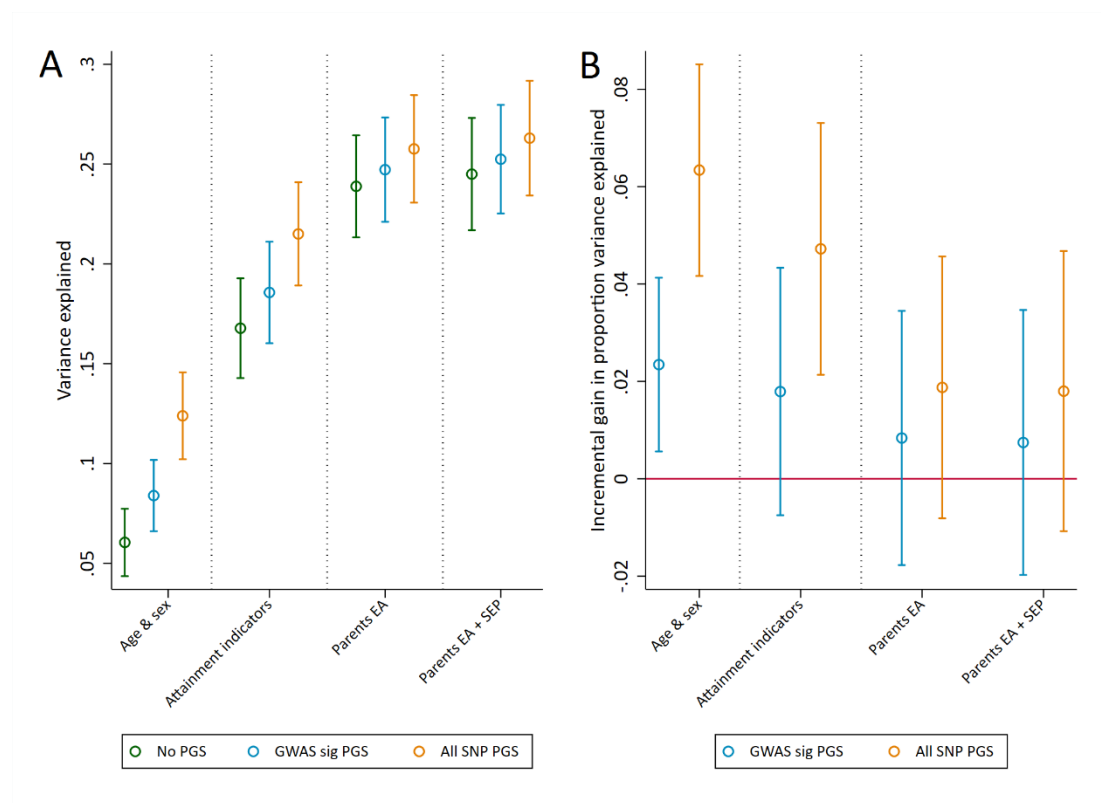 A
Variance explained
.3
.25
.2
.15
.1
.05
Age & sex
Attainment indicators
Parents EA
Parents EA + SEP
No PGS GWAS sig PGS All SNP PGS
B
Incremental gain in proportion variance explained
.08
.06
.04
.02
0
-.02
Age & sex
Attainment indicators
Parents EA
Parents EA + SEP
GWAS sig PGS All SNP PGS